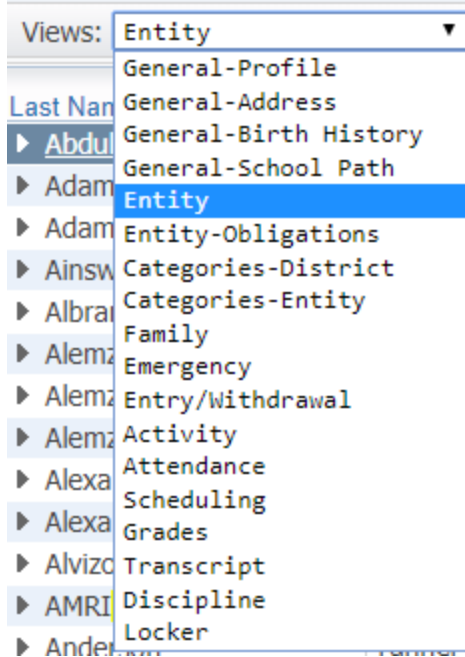 Views: Entity
General-Profile
Last Nam General-Address
Abdul General-Birth History
General-School Path
Adam Entity
Adam Entity-Obligations
Ainsw Categories-District
Categories-Entity
Albra
Family
Alemz Emergency
Alemz Entry/Withdrawal
Alemz Activity
Attendance
Alexa Scheduling
Alexa Grades
Alvizo Transcript
AMRI Discipline
Locker